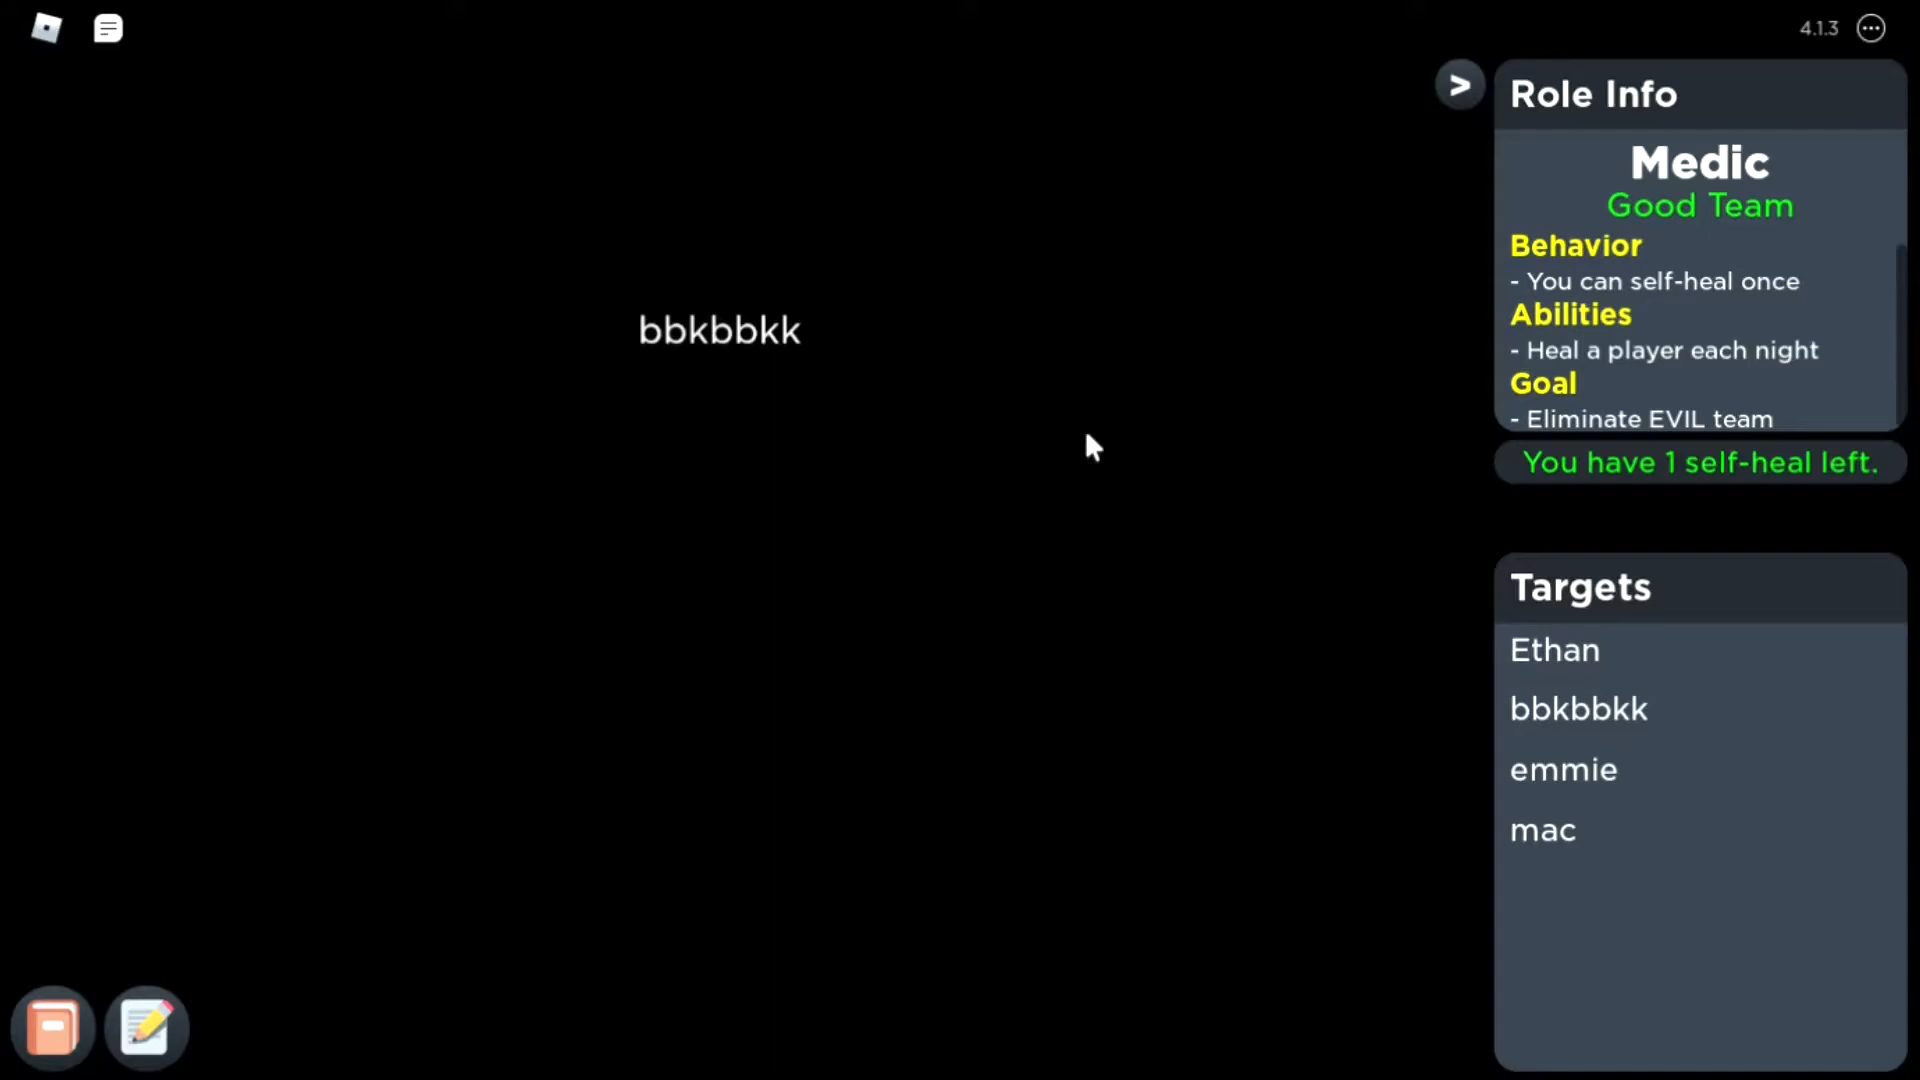 4.1.3
Role Info
Medic
Good Team
Behavior
- You can self-heal once
Abilities
- Heal a player each night
Goal
- Eliminate EVIL team
You have 1 self-heal left.
bbkbbkk
Targets
Ethan
bbkbbkk
emmie
mac